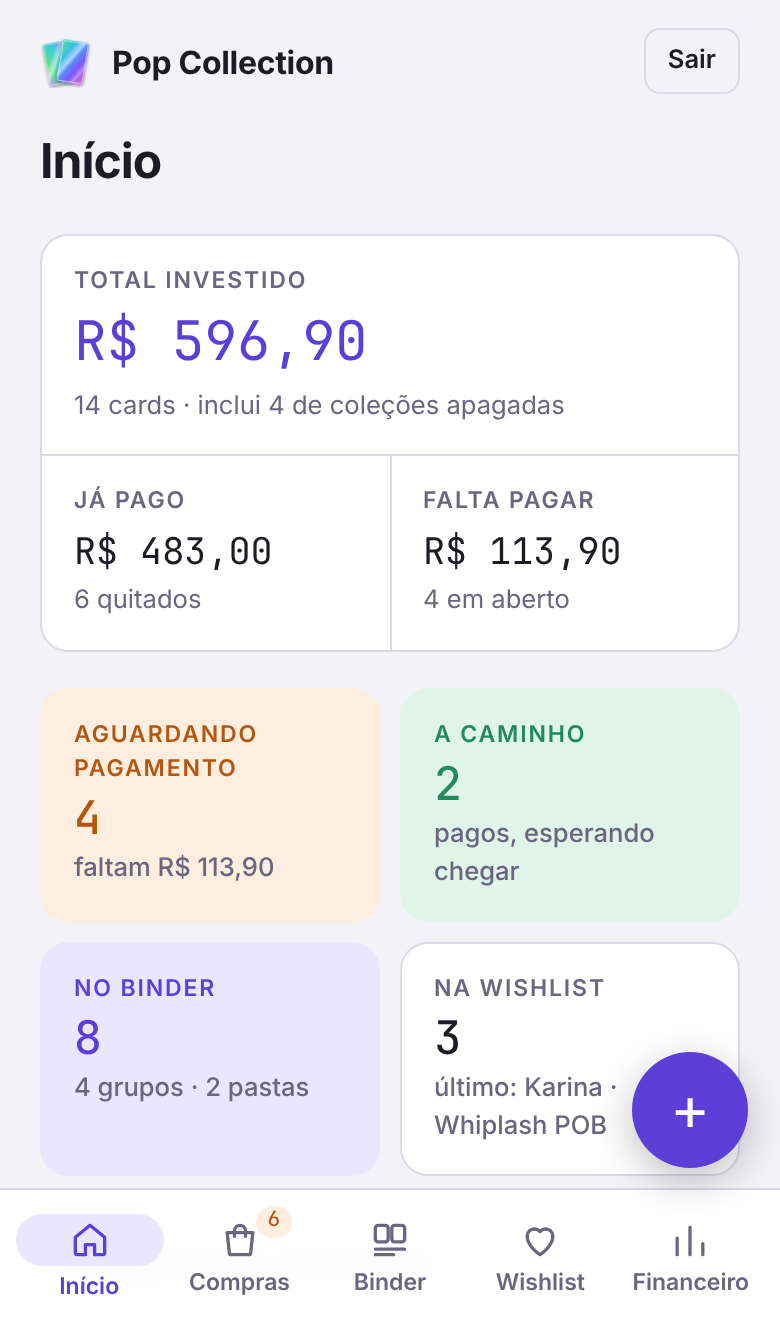 Pop Collection
Sair
Início
TOTAL INVESTIDO
R$ 596,90
14 cards · inclui 4 de coleções apagadas
JÁ PAGO
R$ 483,00
6 quitados
FALTA PAGAR
R$ 113,90
4 em aberto
AGUARDANDO
PAGAMENTO
4
faltam R$ 113,90
A CAMINHO
2
pagos, esperando
chegar
NO BINDER
8
4 grupos · 2 pastas
NA WISHLIST
3
último: Karina ·
Whiplash POB
+
Início
6
Compras
Binder
Wishlist
Financeiro